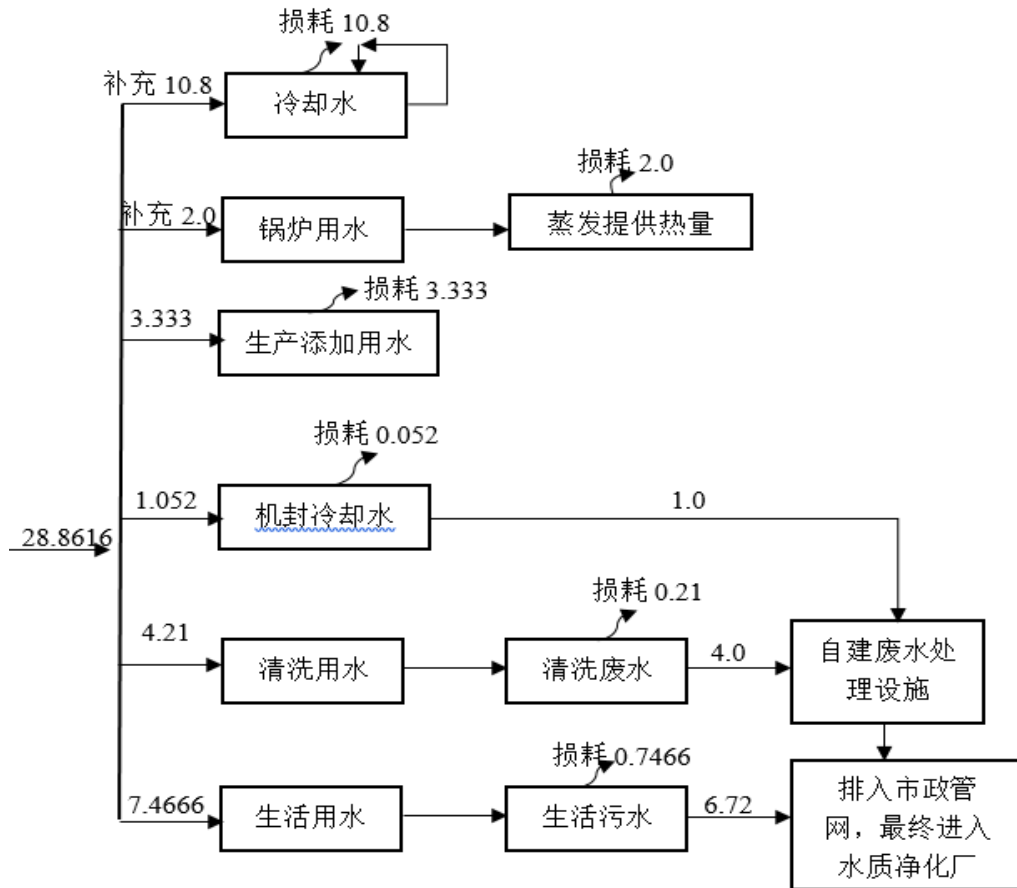 损耗 10.8
补充 10.8
冷却水
损耗 2.0
补充 2.0
锅炉用水
蒸发提供热量
损耗 3.333
3.333
生产添加用水
损耗 0.052
1.052
机封冷却水
1.0
28.8616
损耗 0.21
4.21
清洗用水
清洗废水
4.0
自建废水处
理设施
损耗 0.7466
7.4666
生活用水
生活污水
6.72
排入市政管
网，最终进入
水质净化厂